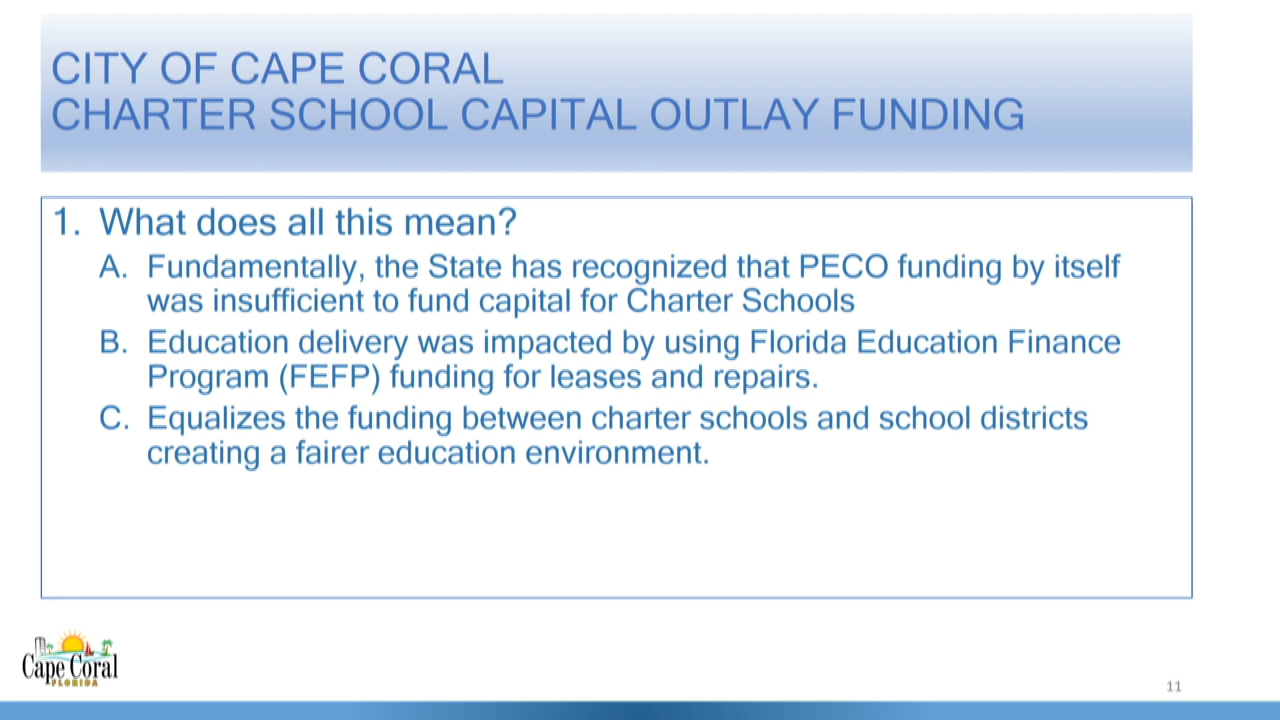 CITY OF CAPE CORAL
CHARTER SCHOOL CAPITAL OUTLAY FUNDING
1. What does all this mean?
A. Fundamentally, the State has recognized that PECO funding by itself
was insufficient to fund capital for Charter Schools
B. Education delivery was impacted by using Florida Education Finance
Program (FEFP) funding for leases and repairs.
C. Equalizes the funding between charter schools and school districts
creating a fairer education environment.
Cape Coral
FLORIDA
11